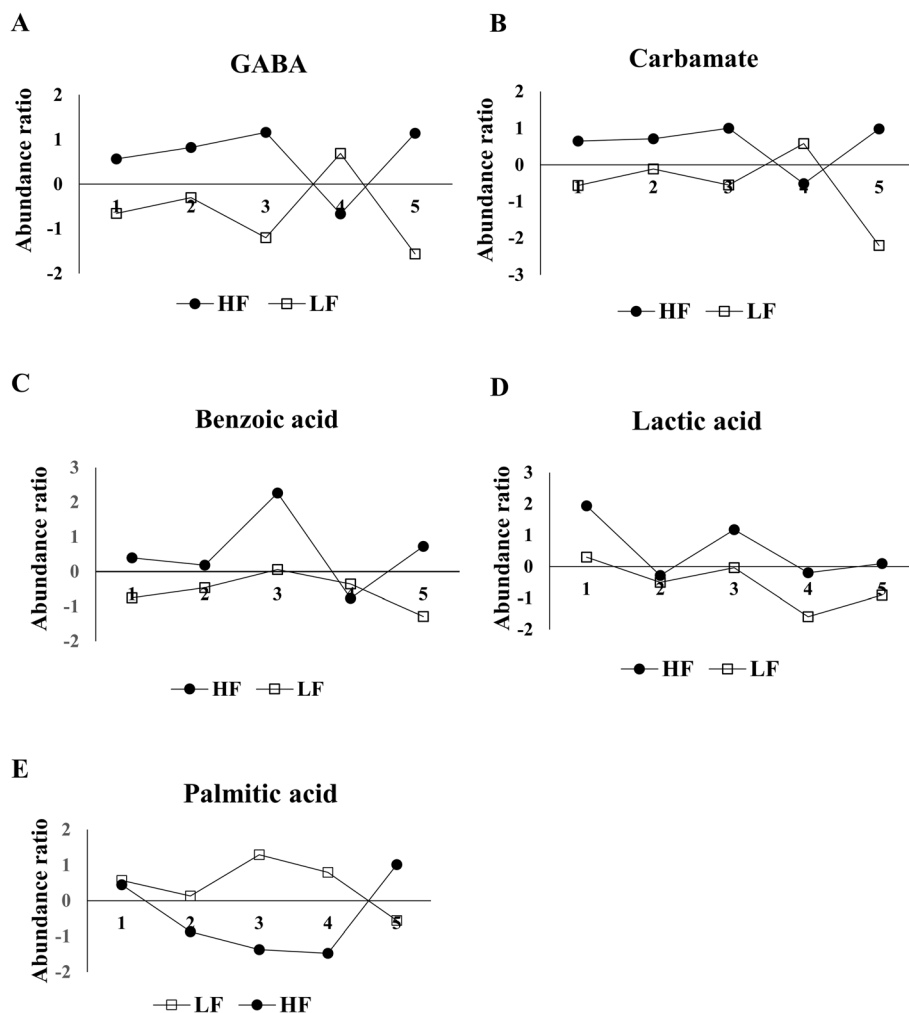 A
GABA
Abundance ratio
2
1
0
-1
-2
1 2 3 4 5
HF LF
B
Carbamate
Abundance ratio
2
1
0
-1
-2
-3
1 2 3 4 5
HF LF
C
Benzoic acid
Abundance ratio
3
2
1
0
-1
-2
1 2 3 4 5
HF LF
D
Lactic acid
Abundance ratio
3
2
1
0
-1
-2
1 2 3 4 5
HF LF
E
Palmitic acid
Abundance ratio
2
1
0
-1
-2
1 2 3 4 5
LF HF